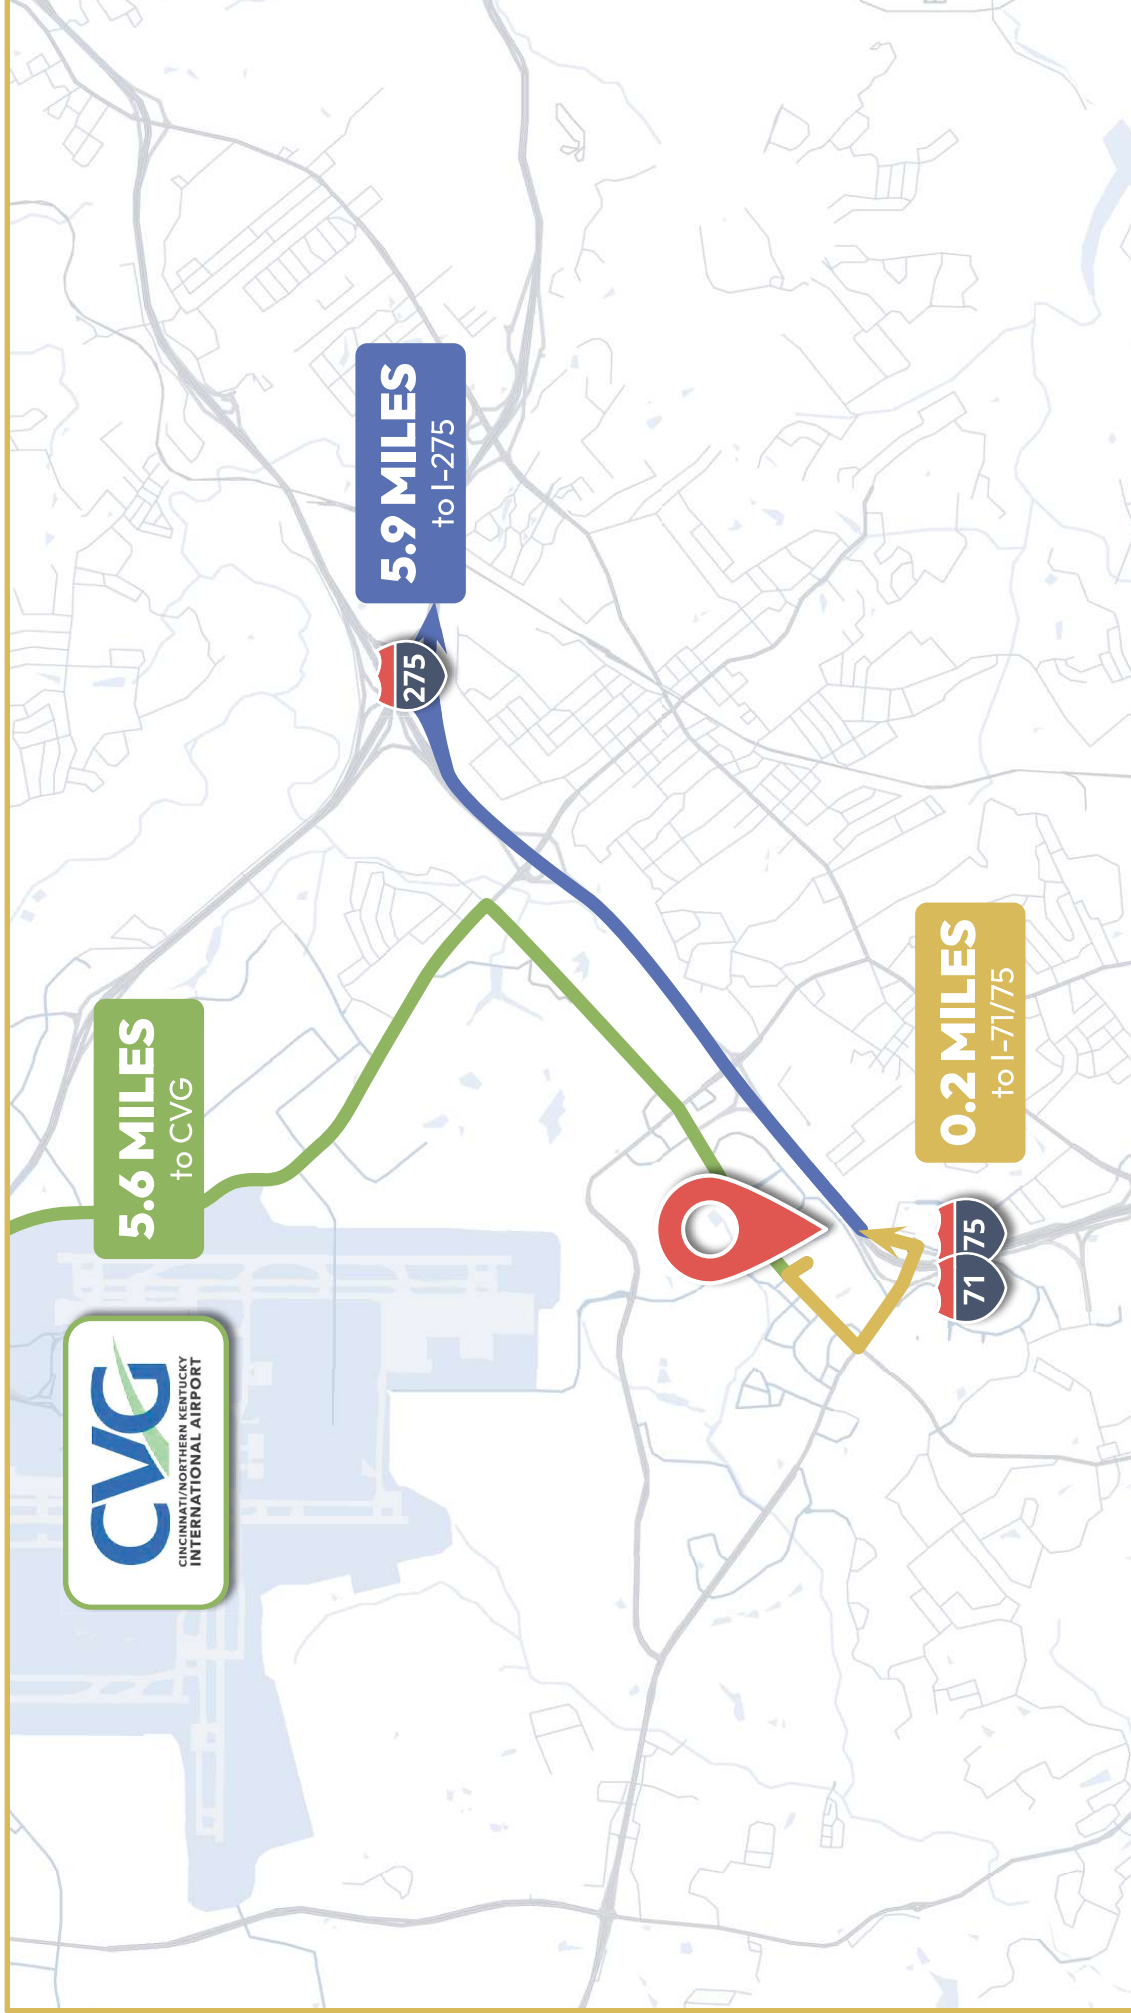 CVG
CINCINNATI/NORTHERN KENTUCKY
INTERNATIONAL AIRPORT
5.6 MILES
to CVG
275
5.9 MILES
to I-275
71
75
0.2 MILES
to I-71/75